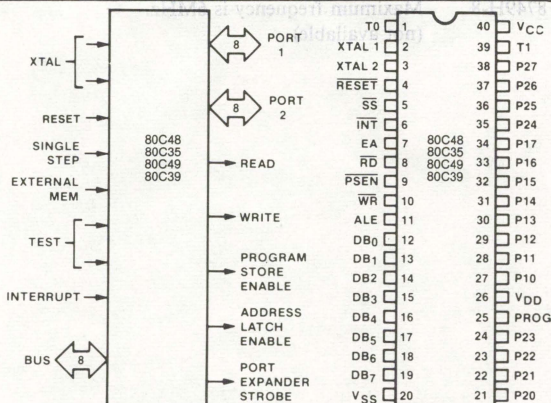 XTAL
RESET
SINGLE
STEP
EXTERNAL
MEM
TEST
INTERRUPT
BUS
8
80C48
80C35
80C49
80C39
8
PORT
1
8
PORT
2
READ
WRITE
PROGRAM
STORE
ENABLE
ADDRESS
LATCH
ENABLE
PORT
EXPANDER
STROBE
T0 1
XTAL 1 2
XTAL 2 3
RESET 4
SS 5
INT 6
EA 7
RD 8
PSEN 9
WR 10
ALE 11
DB0 12
DB1 13
DB2 14
DB3 15
DB4 16
DB5 17
DB6 18
DB7 19
VSS 20
80C48
80C35
80C49
80C39
40 VCC
39 T1
38 P27
37 P26
36 P25
35 P24
34 P17
33 P16
32 P15
31 P14
30 P13
29 P12
28 P11
27 P10
26 VDD
25 PROG
24 P23
23 P22
22 P21
21 P20